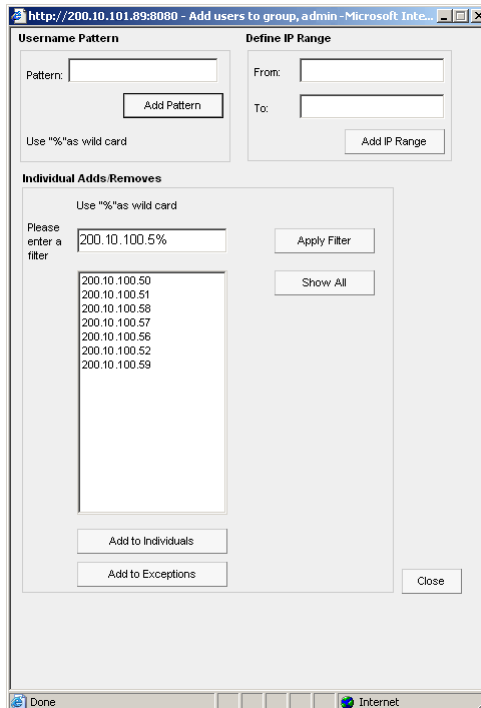 http://200.10.101.89:8080 - Add users to group, admin - Microsoft Inte...
Username Pattern
Pattern:
Add Pattern
Use "%"as wild card
Define IP Range
From:
To:
Add IP Range
Individual Adds/Removes
Use "%"as wild card
Please
enter a
filter
200.10.100.5%
Apply Filter
Show All
200.10.100.50
200.10.100.51
200.10.100.58
200.10.100.57
200.10.100.56
200.10.100.52
200.10.100.59
Add to Individuals
Add to Exceptions
Close
Done
Internet